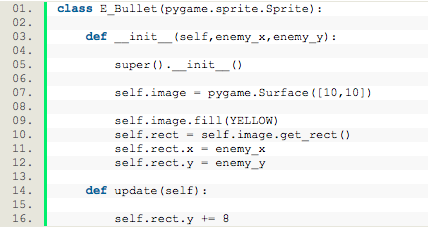 01. class E_Bullet(pygame.sprite.Sprite):
02.
03.     def __init__(self,enemy_x,enemy_y):
04.
05.         super().__init__()
06.
07.         self.image = pygame.Surface([10,10])
08.
09.         self.image.fill(YELLOW)
10.         self.rect = self.image.get_rect()
11.         self.rect.x = enemy_x
12.         self.rect.y = enemy_y
13.
14.     def update(self):
15.
16.         self.rect.y += 8